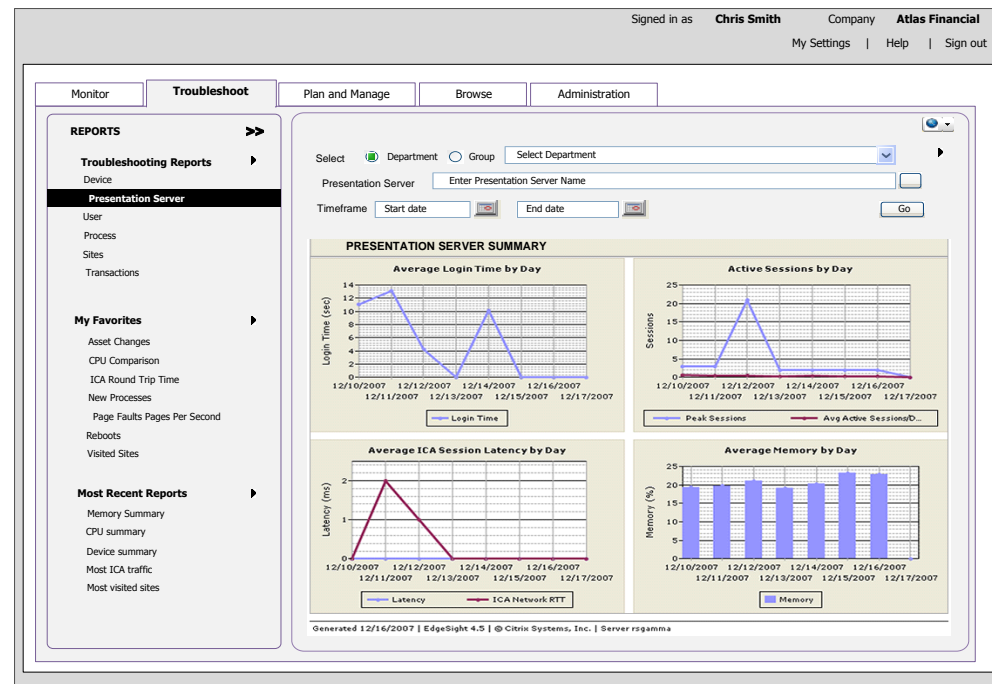 Signed in as Chris Smith Company Atlas Financial
My Settings | Help | Sign out
Monitor Troubleshoot Plan and Manage Browse Administration
REPORTS >>
Troubleshooting Reports
Device
Presentation Server
User
Process
Sites
Transactions
My Favorites
Asset Changes
CPU Comparison
ICA Round Trip Time
New Processes
Page Faults Pages Per Second
Reboots
Visited Sites
Most Recent Reports
Memory Summary
CPU summary
Device summary
Most ICA traffic
Most visited sites
Select Department Group Select Department
Presentation Server Enter Presentation Server Name
Timeframe Start date End date Go
PRESENTATION SERVER SUMMARY
Average Login Time by Day
Login Time (sec)
14
12
10
8
6
4
2
0
12/10/2007 12/12/2007 12/14/2007 12/16/2007
12/11/2007 12/13/2007 12/15/2007 12/17/2007
Login Time
Active Sessions by Day
Sessions
25
20
15
10
5
0
12/10/2007 12/12/2007 12/14/2007 12/16/2007
12/11/2007 12/13/2007 12/15/2007 12/17/2007
Peak Sessions Avg Active Sessions/D...
Average ICA Session Latency by Day
Latency (ms)
2
1
0
12/10/2007 12/12/2007 12/14/2007 12/16/2007
12/11/2007 12/13/2007 12/15/2007 12/17/2007
Latency ICA Network RTT
Average Memory by Day
Memory (%)
25
20
15
10
5
0
12/10/2007 12/12/2007 12/14/2007 12/16/2007
12/11/2007 12/13/2007 12/15/2007 12/17/2007
Memory
Generated 12/16/2007 | EdgeSight 4.5 | © Citrix Systems, Inc. | Server rsgamma